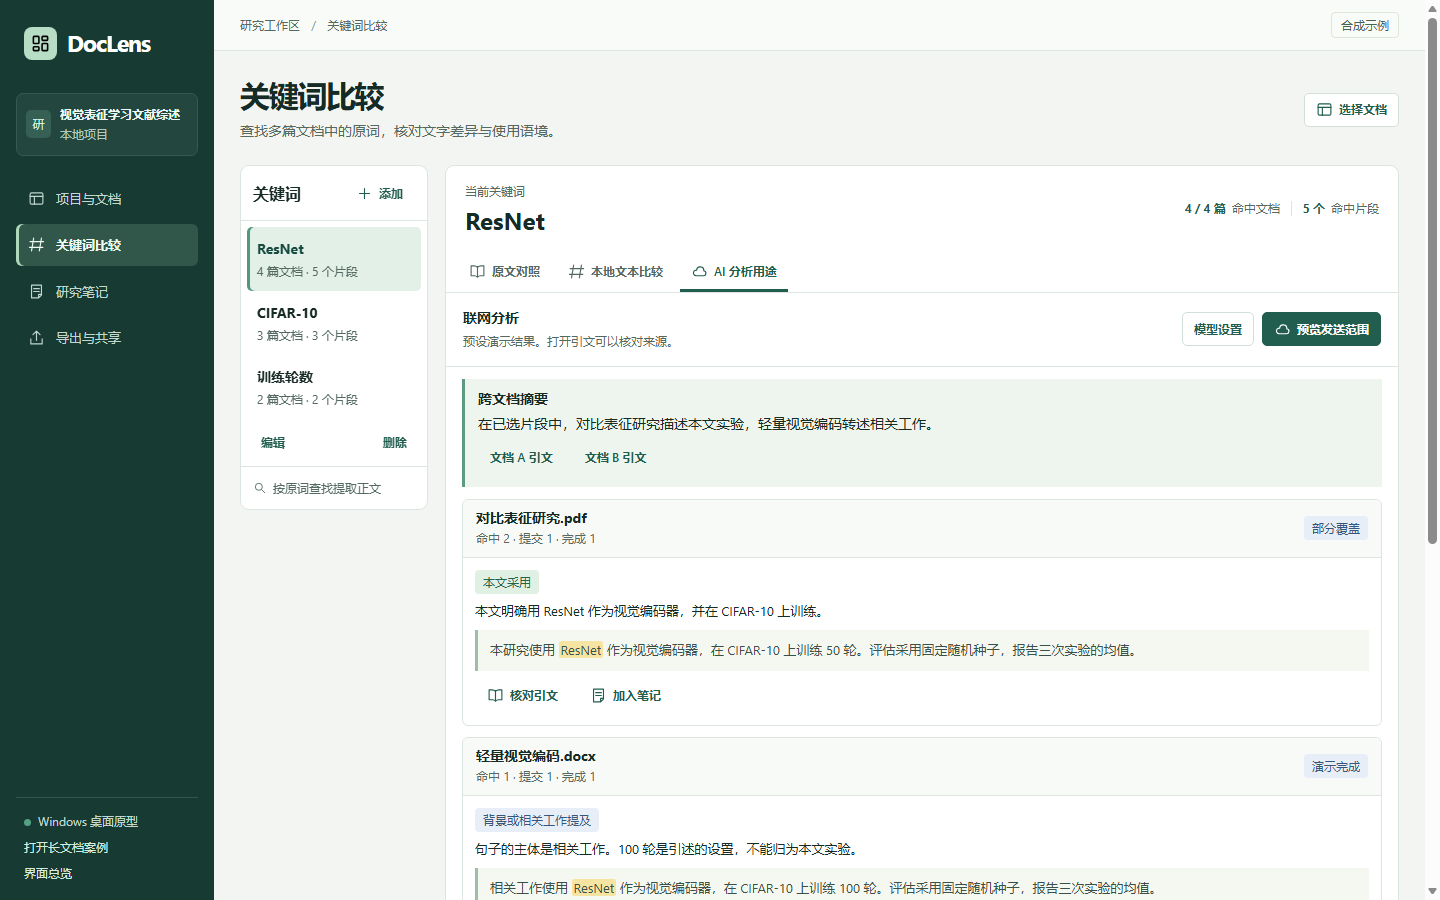 DocLens
研
视觉表征学习文献综述
本地项目
项目与文档
关键词比较
研究笔记
导出与共享
Windows 桌面原型
打开长文档案例
界面总览
研究工作区 / 关键词比较
合成示例
关键词比较
查找多篇文档中的原词，核对文字差异与使用语境。
选择文档
关键词
添加
ResNet
4 篇文档 · 5 个片段
CIFAR-10
3 篇文档 · 3 个片段
训练轮数
2 篇文档 · 2 个片段
编辑 删除
按原词查找提取正文
当前关键词
ResNet
4 / 4 篇 命中文档 5 个 命中片段
原文对照 本地文本比较 AI 分析用途
联网分析
预设演示结果。打开引文可以核对来源。
模型设置 预览发送范围
跨文档摘要
在已选片段中，对比表征研究描述本文实验，轻量视觉编码转述相关工作。
文档 A 引文 文档 B 引文
对比表征研究.pdf
命中 2 · 提交 1 · 完成 1
部分覆盖
本文采用
本文明确用 ResNet 作为视觉编码器，并在 CIFAR-10 上训练。
本研究使用 ResNet 作为视觉编码器，在 CIFAR-10 上训练 50 轮。评估采用固定随机种子，报告三次实验的均值。
核对引文 加入笔记
轻量视觉编码.docx
命中 1 · 提交 1 · 完成 1
演示完成
背景或相关工作提及
句子的主体是相关工作。100 轮是引述的设置，不能归为本文实验。
相关工作使用 ResNet 作为视觉编码器，在 CIFAR-10 上训练 100 轮。评估采用固定随机种子，报告三次实验的均值。